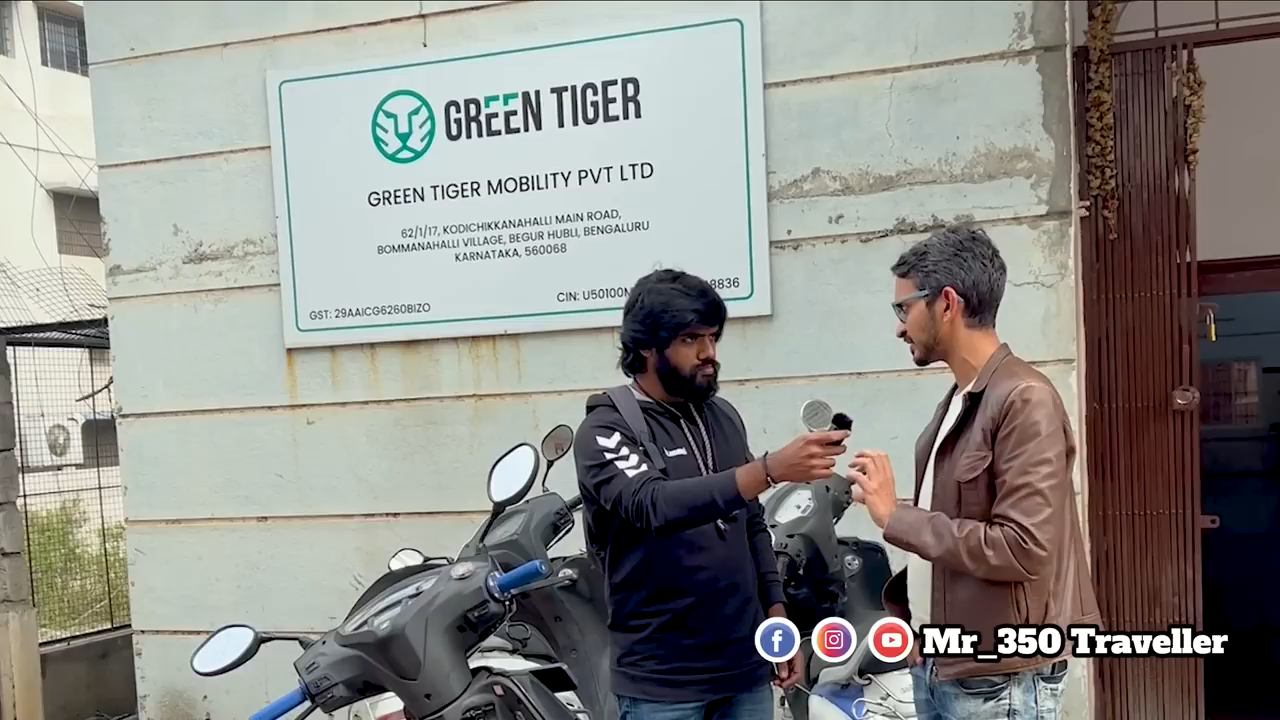 GREEN TIGER
GREEN TIGER MOBILITY PVT LTD
62/1/17, KODICHIKKANAHALLI MAIN ROAD,
BOMMANAHALLI VILLAGE, BEGUR HUBLI, BENGALURU
KARNATAKA, 560068
GST: 29AAICG6260BIZO
CIN:
Mr_350 Traveller